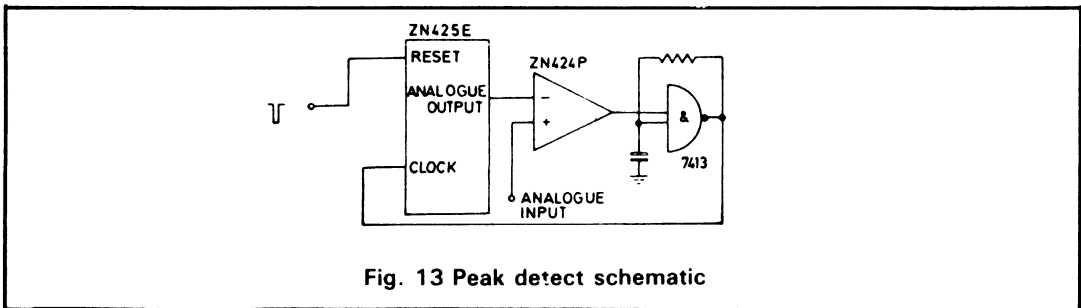 ZN425E
RESET
ZN424P
ANALOGUE
OUTPUT
−
+
&
7413
CLOCK
ANALOGUE
INPUT
Fig. 13 Peak detect schematic